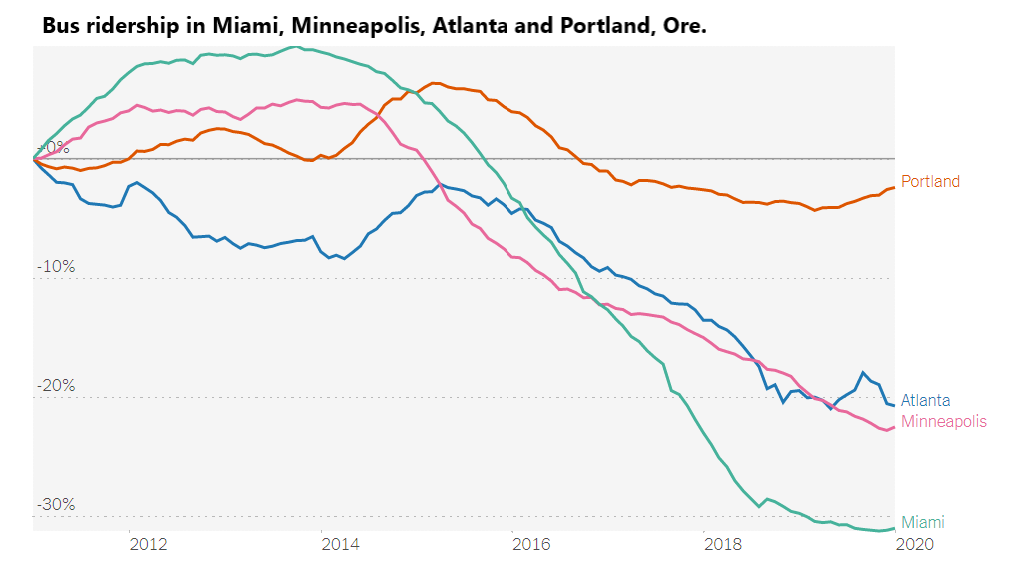 Bus ridership in Miami, Minneapolis, Atlanta and Portland, Ore.
+0%
Portland
-10%
-20%
Atlanta
Minneapolis
-30%
Miami
2012 2014 2016 2018 2020